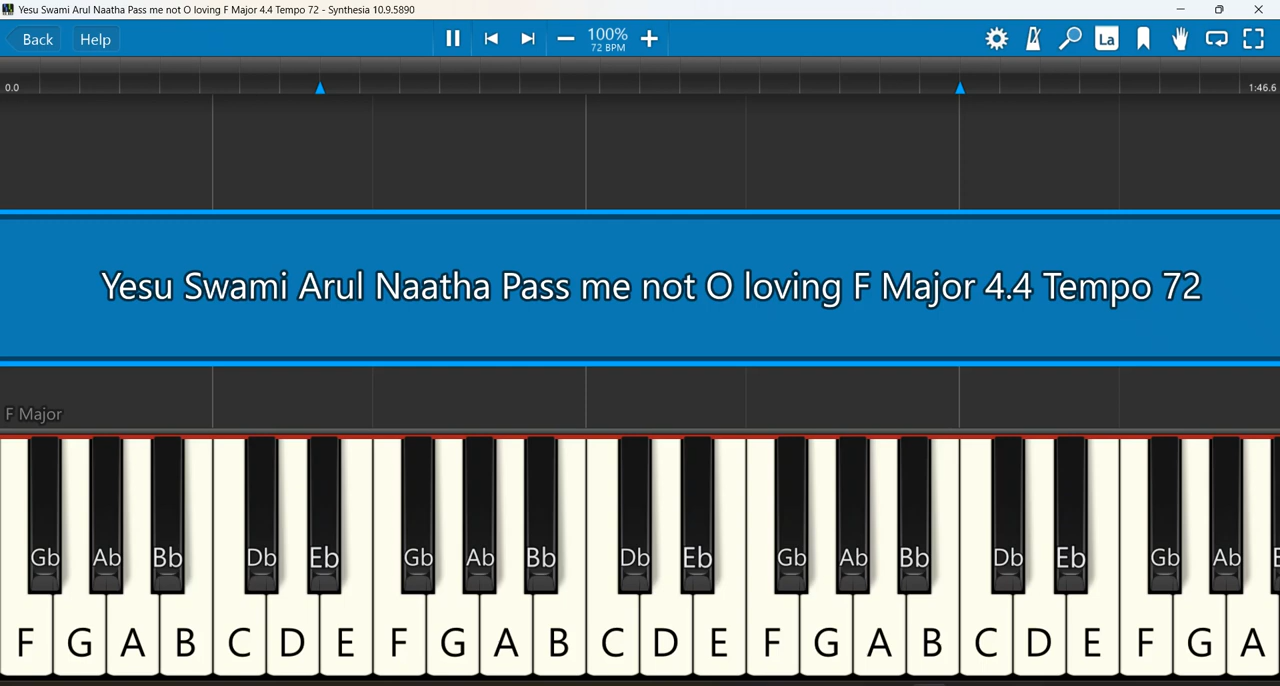 Yesu Swami Arul Naatha Pass me not O loving F Major 4.4 Tempo 72 - Synthesia 10.9.5890
Back Help 100% La
72 BPM
0.0 1:46.6
Yesu Swami Arul Naatha Pass me not O loving F Major 4.4 Tempo 72
F Major
Gb Ab Bb Db Eb Gb Ab Bb Db Eb Gb Ab Bb Db Eb Gb Ab
F G A B C D E F G A B C D E F G A B C D E F G A